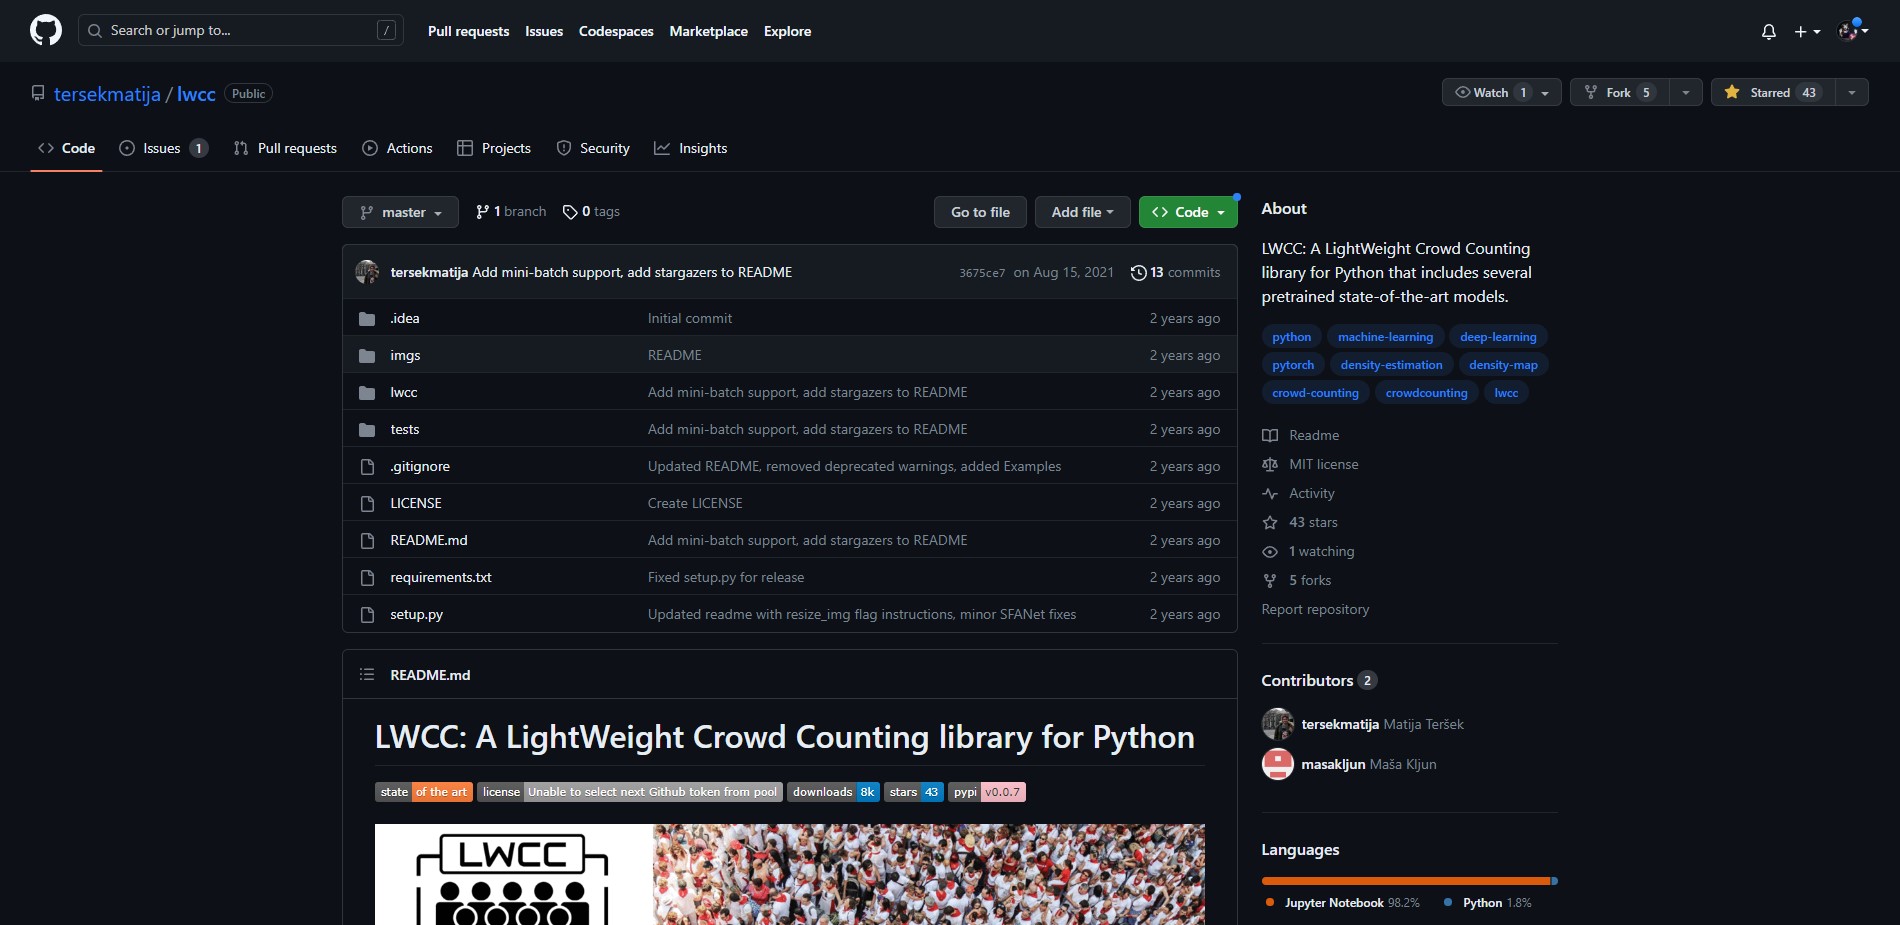 Search or jump to... /
Pull requests Issues Codespaces Marketplace Explore
tersekmatija / lwcc Public
Watch 1 Fork 5 Starred 43
Code Issues 1 Pull requests Actions Projects Security Insights
master 1 branch 0 tags Go to file Add file Code
tersekmatija Add mini-batch support, add stargazers to README 3675ce7 on Aug 15, 2021 13 commits
.idea Initial commit 2 years ago
imgs README 2 years ago
lwcc Add mini-batch support, add stargazers to README 2 years ago
tests Add mini-batch support, add stargazers to README 2 years ago
.gitignore Updated README, removed deprecated warnings, added Examples 2 years ago
LICENSE Create LICENSE 2 years ago
README.md Add mini-batch support, add stargazers to README 2 years ago
requirements.txt Fixed setup.py for release 2 years ago
setup.py Updated readme with resize_img flag instructions, minor SFANet fixes 2 years ago
README.md
LWCC: A LightWeight Crowd Counting library for Python
state of the art license Unable to select next Github token from pool downloads 8k stars 43 pypi v0.0.7
LWCC
About
LWCC: A LightWeight Crowd Counting
library for Python that includes several
pretrained state-of-the-art models.
python machine-learning deep-learning
pytorch density-estimation density-map
crowd-counting crowdcounting lwcc
Readme
MIT license
Activity
43 stars
1 watching
5 forks
Report repository
Contributors 2
tersekmatija Matija Teršek
masakljun Maša Kljun
Languages
Jupyter Notebook 98.2% Python 1.8%